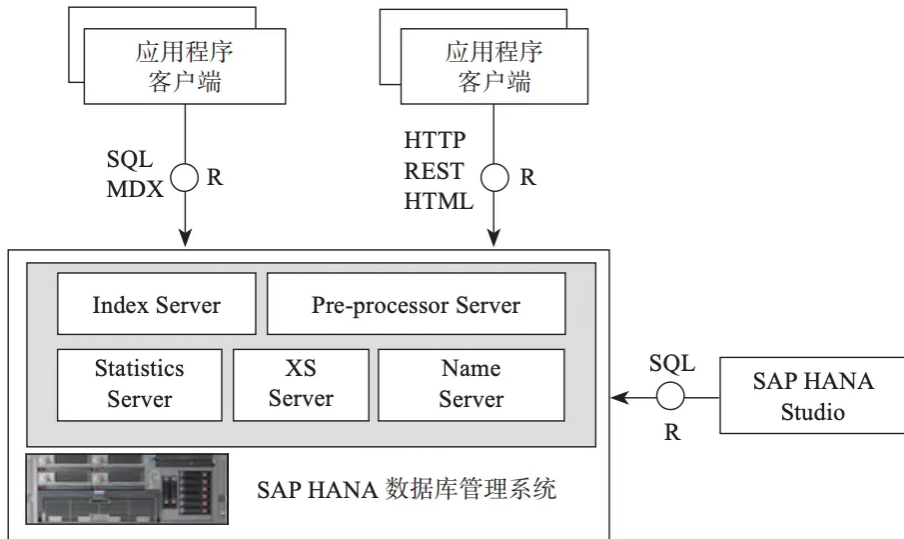 应用程序
客户端
应用程序
客户端
SQL
MDX
R
HTTP
REST
HTML
R
Index Server
Pre-processor Server
Statistics
Server
XS
Server
Name
Server
SQL
R
SAP HANA
Studio
SAP HANA 数据库管理系统